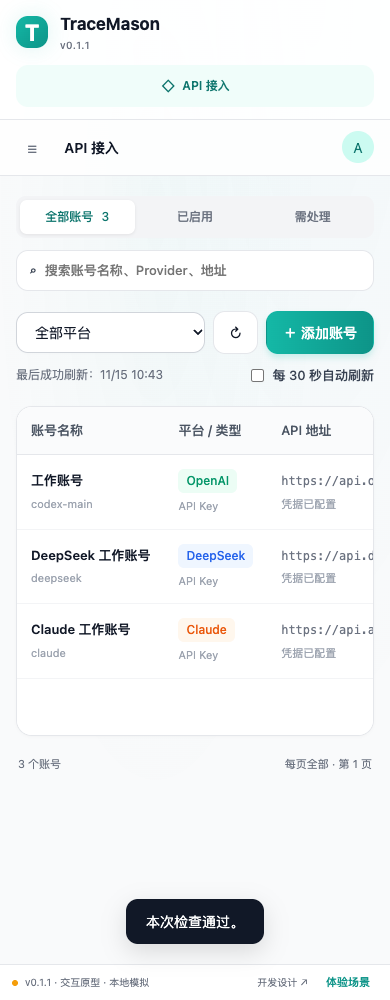 T TraceMason
v0.1.1
◇ API 接入
≡ API 接入 A
全部账号 3 已启用 需处理
搜索账号名称、Provider、地址
全部平台 ↻ + 添加账号
最后成功刷新: 11/15 10:43 每 30 秒自动刷新
账号名称 平台 / 类型 API 地址
工作账号 OpenAI https://api.o
codex-main API Key 凭据已配置
DeepSeek 工作账号 DeepSeek https://api.d
deepseek API Key 凭据已配置
Claude 工作账号 Claude https://api.a
claude API Key 凭据已配置
3 个账号 每页全部 · 第 1 页
本次检查通过。
v0.1.1 · 交互原型 · 本地模拟 开发设计 ↗ 体验场景